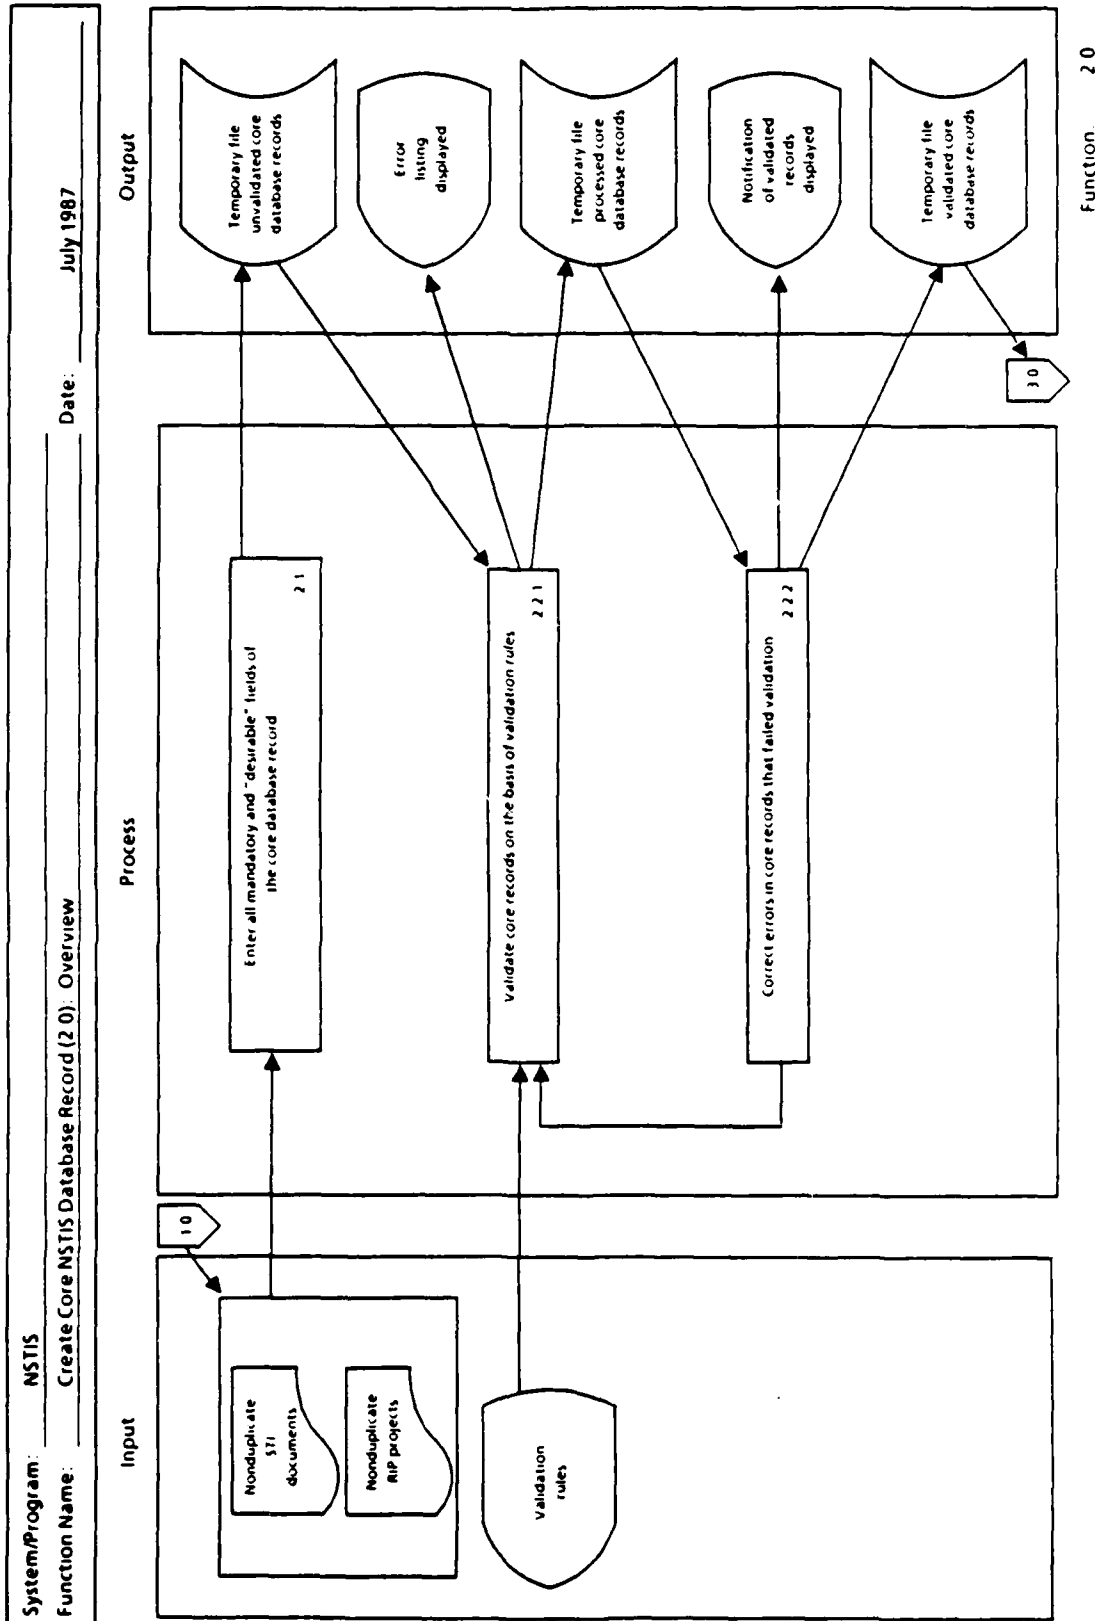 System/Program: NSTIS
Function Name: Create Core NSTIS Database Record (2 0): Overview
Date: July 1987
Input
Process
Output
1 0
Nonduplicate
STI
documents
Nonduplicate
RIP projects
Validation
rules
Enter all mandatory and "desirable" fields of
the core database record
2 1
Validate core records on the basis of validation rules
2 2 1
Correct errors in core records that failed validation
2 2 2
Temporary file
unvalidated core
database records
Error
listing
displayed
Temporary file
processed core
database records
Notification
of validated
records
displayed
Temporary file
validated core
database records
3 0
Function. 2 0